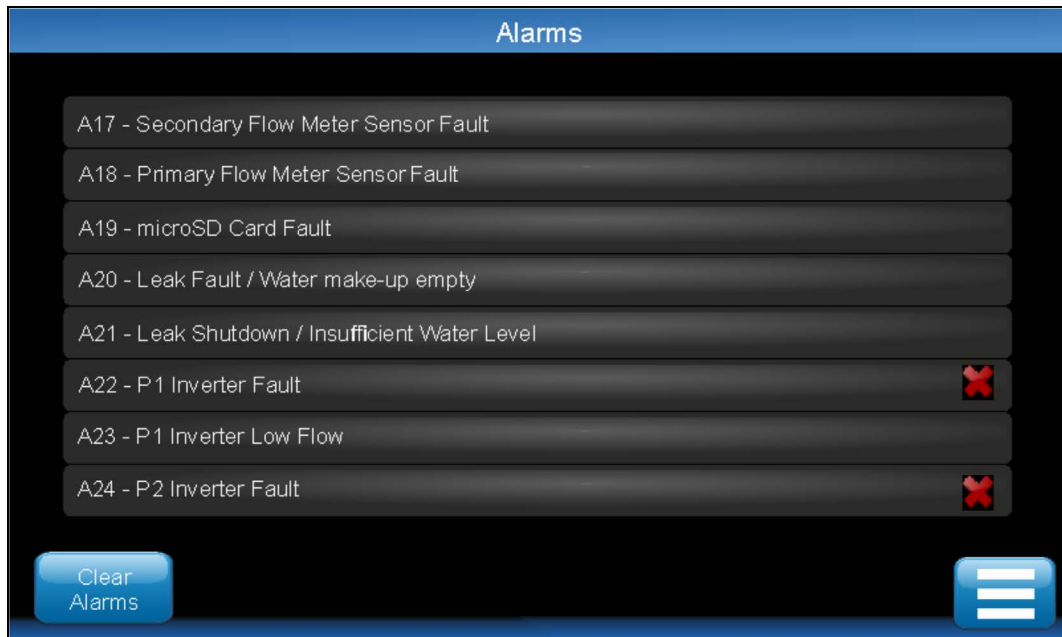 Alarms
A17 - Secondary Flow Meter Sensor Fault
A18 - Primary Flow Meter Sensor Fault
A19 - microSD Card Fault
A20 - Leak Fault / Water make-up empty
A21 - Leak Shutdown / Insufficient Water Level
A22 - P1 Inverter Fault
A23 - P1 Inverter Low Flow
A24 - P2 Inverter Fault
Clear
Alarms